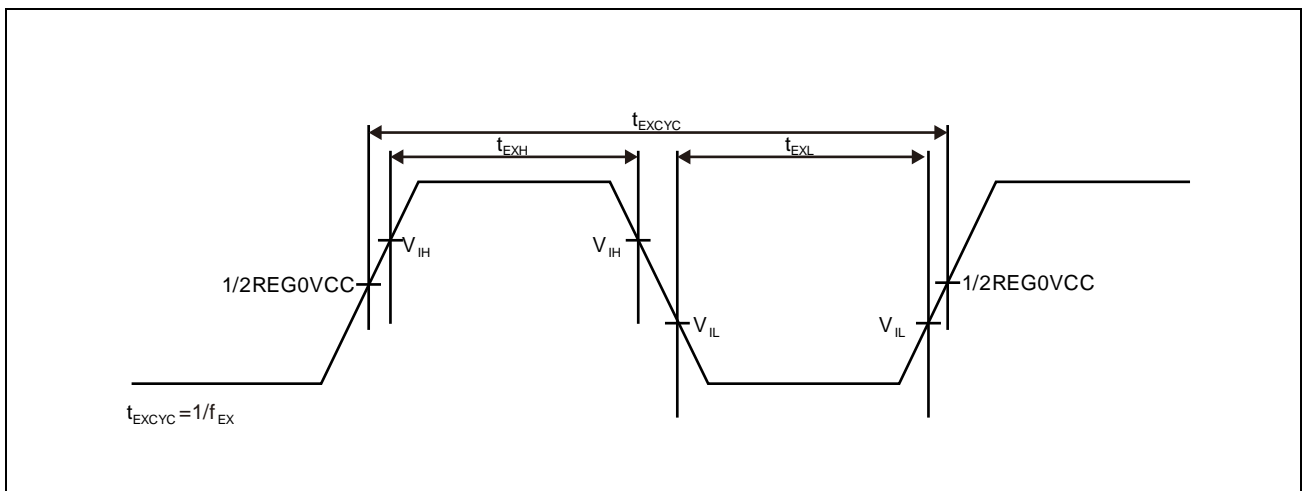 tEXCYC
tEXH
tEXL
VIH
VIH
1/2REG0VCC
1/2REG0VCC
VIL
VIL
tEXCYC=1/fEX